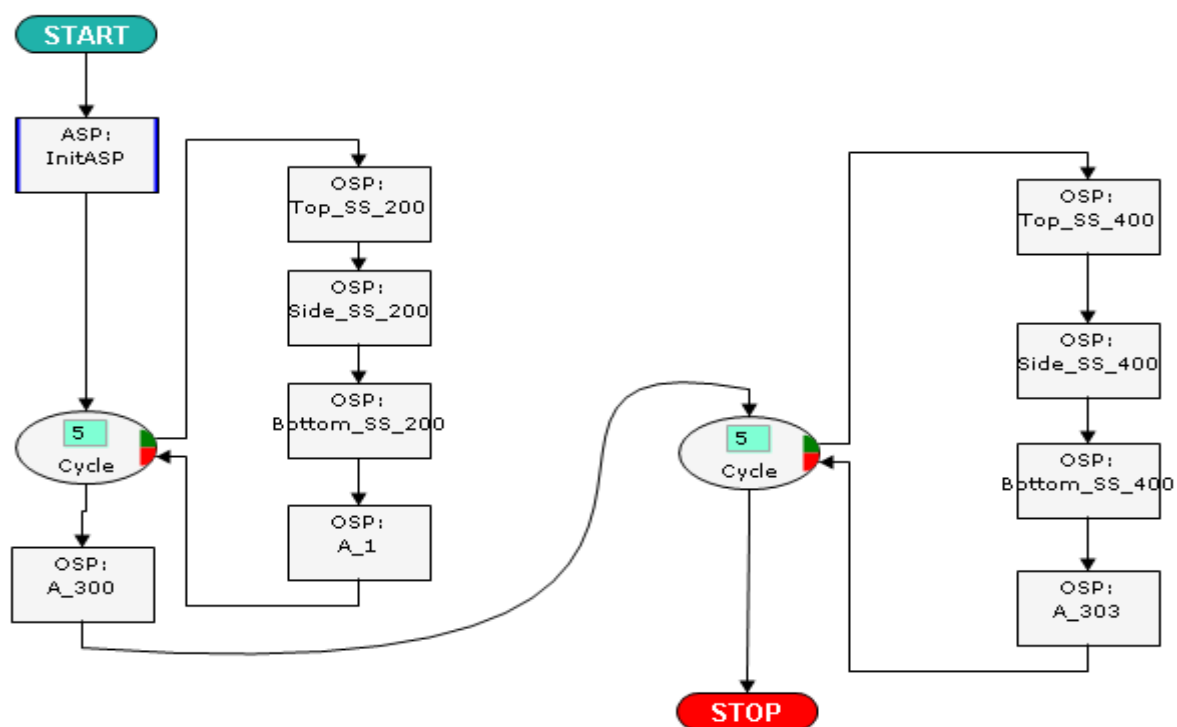 START
ASP:
InitASP
5
Cycle
OSP:
A_300
OSP:
Top_SS_200
OSP:
Side_SS_200
OSP:
Bottom_SS_200
OSP:
A_1
5
Cycle
STOP
OSP:
Top_SS_400
OSP:
Side_SS_400
OSP:
Bottom_SS_400
OSP:
A_303